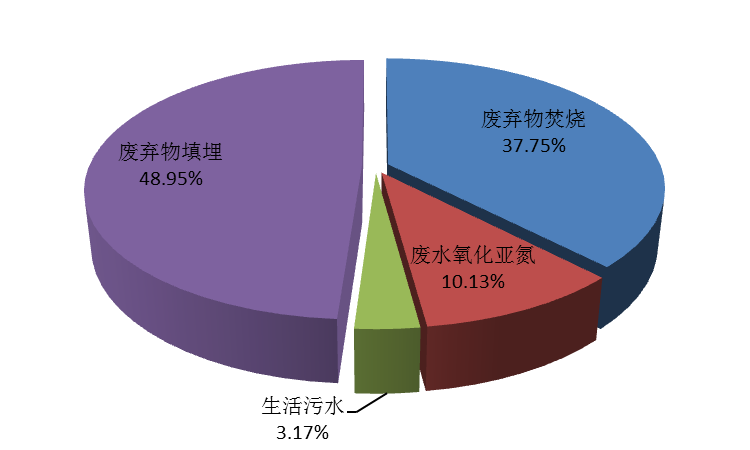 废弃物焚烧
37.75%
废弃物填埋
48.95%
废水氧化亚氮
10.13%
生活污水
3.17%